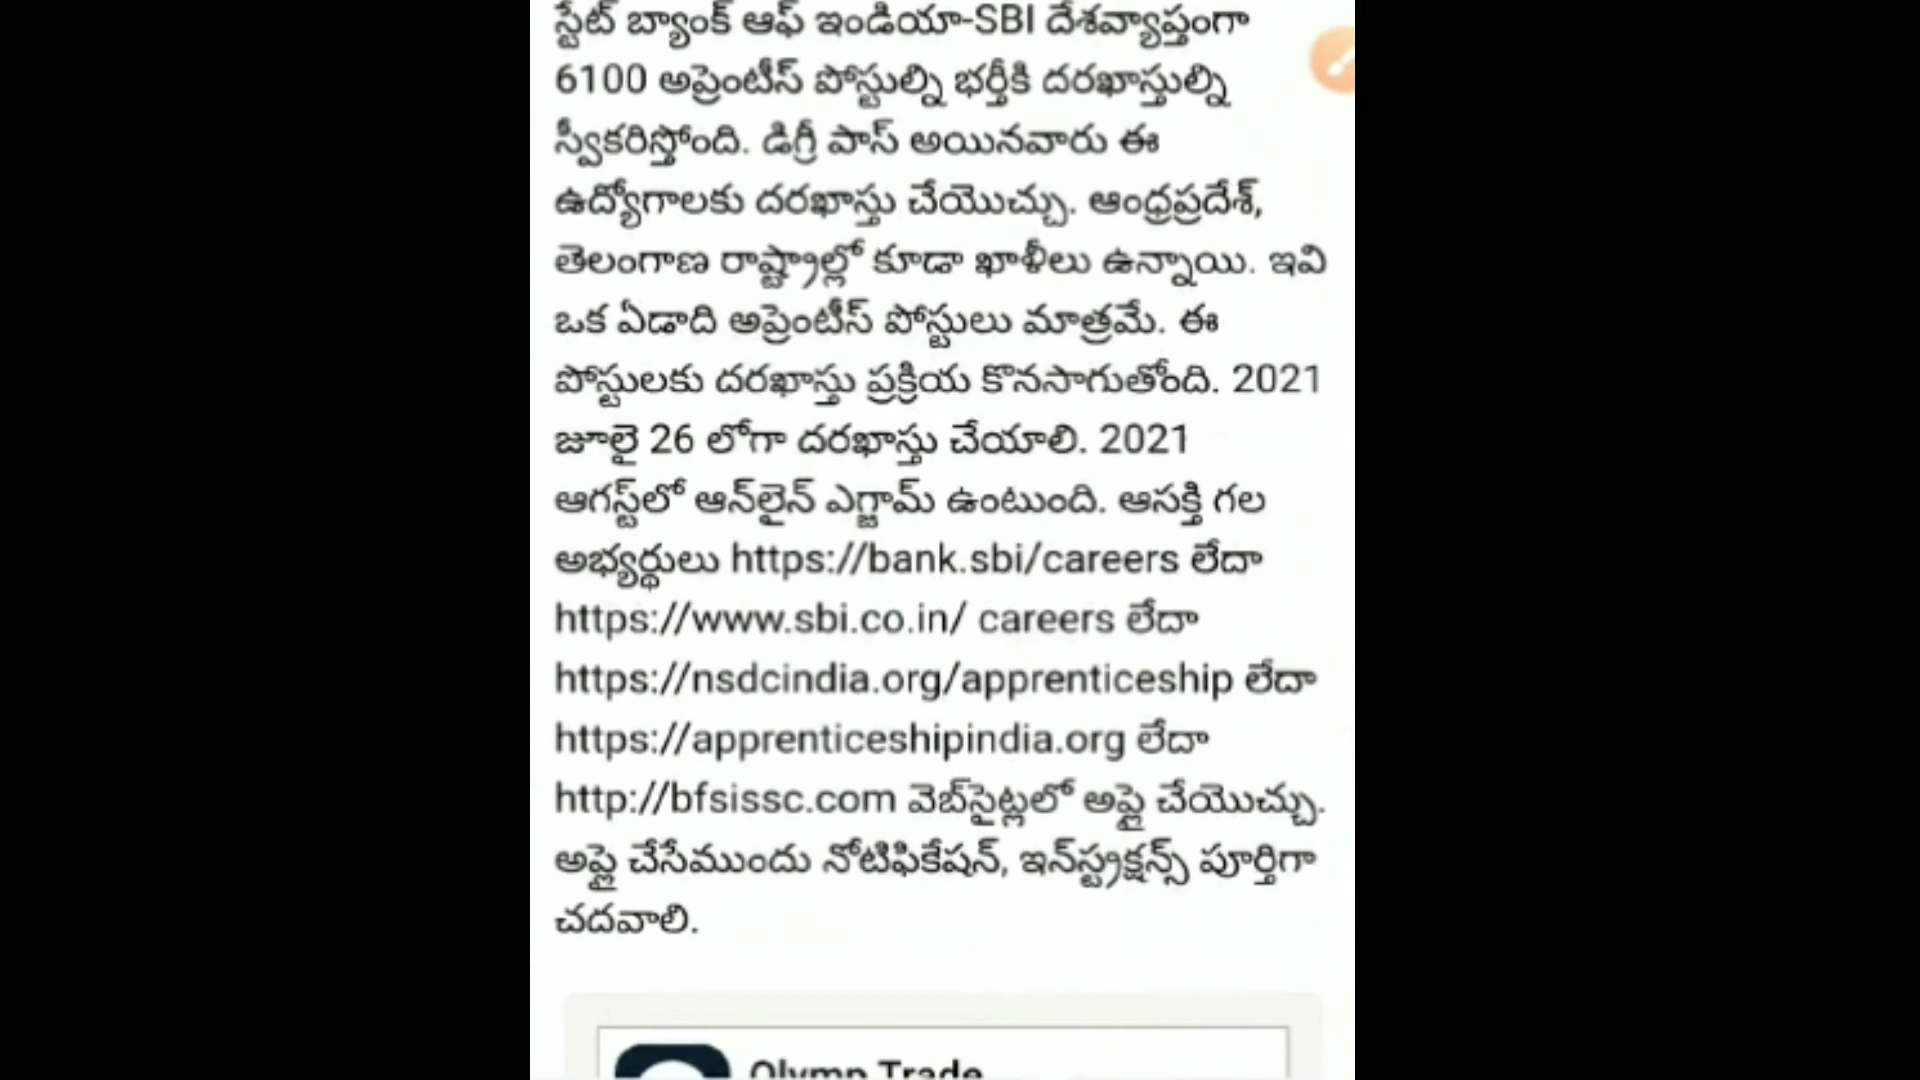 స్టేట్ బ్యాంక్ ఆఫ్ ఇండియా-SBI దేశవ్యాప్తంగా
6100 అప్రెంటీస్ పోస్టుల్ని భర్తీకి దరఖాస్తుల్ని
స్వీకరిస్తోంది. డిగ్రీ పాస్ అయినవారు ఈ
ఉద్యోగాలకు దరఖాస్తు చేయొచ్చు. ఆంధ్రప్రదేశ్,
తెలంగాణ రాష్ట్రాల్లో కూడా ఖాళీలు ఉన్నాయి. ఇవి
ఒక ఏడాది అప్రెంటీస్ పోస్టులు మాత్రమే. ఈ
పోస్టులకు దరఖాస్తు ప్రక్రియ కొనసాగుతోంది. 2021
జూలై 26 లోగా దరఖాస్తు చేయాలి. 2021
ఆగస్ట్‌లో ఆన్‌లైన్ ఎగ్జామ్ ఉంటుంది. ఆసక్తి గల
అభ్యర్థులు https://bank.sbi/careers లేదా
https://www.sbi.co.in/ careers లేదా
https://nsdcindia.org/apprenticeship లేదా
https://apprenticeshipindia.org లేదా
http://bfsissc.com వెబ్‌సైట్లలో అప్లై చేయొచ్చు.
అప్లై చేసేముందు నోటిఫికేషన్, ఇన్‌స్ట్రక్షన్స్ పూర్తిగా
చదవాలి.
Olymp Trade